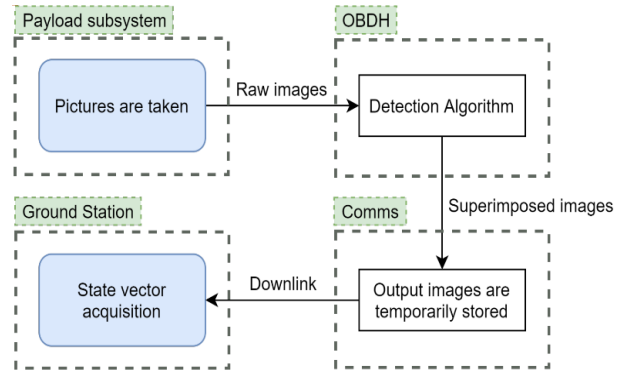 Payload subsystem
OBDH
Pictures are taken
Raw images
Detection Algorithm
Superimposed images
Ground Station
Comms
State vector
acquisition
Downlink
Output images are
temporarily stored